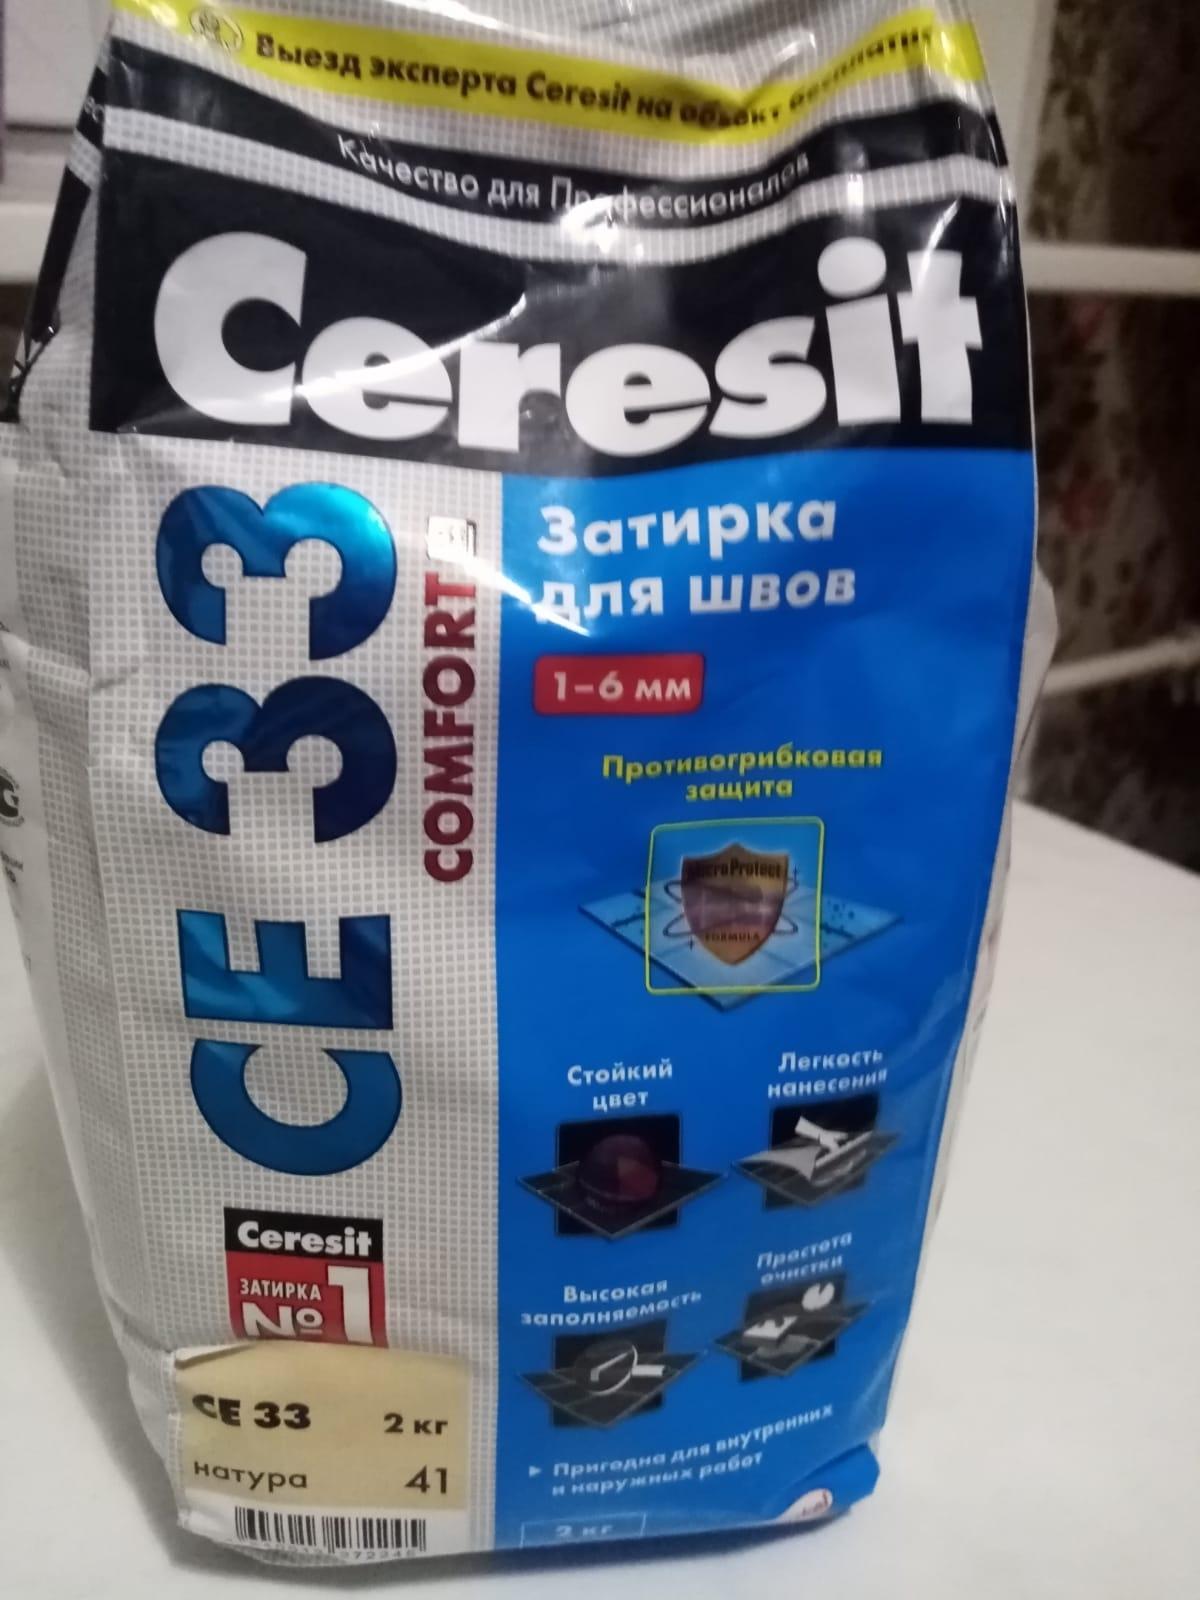 Выезд эксперта Ceresit на объект
Качество для Профессионалов
Ceresit
CE 33
COMFORT
Затирка
для швов
1-6 мм
Противогрибковая
защита
MicroProtect
FORMULA
Стойкий
цвет
Легкость
нанесения
Высокая
заполняемость
Простота
очистки
Ceresit
ЗАТИРКА
№1
CE 33 2 кг
натура 41
▸ Пригодна для внутренних
и наружных работ
2 кг